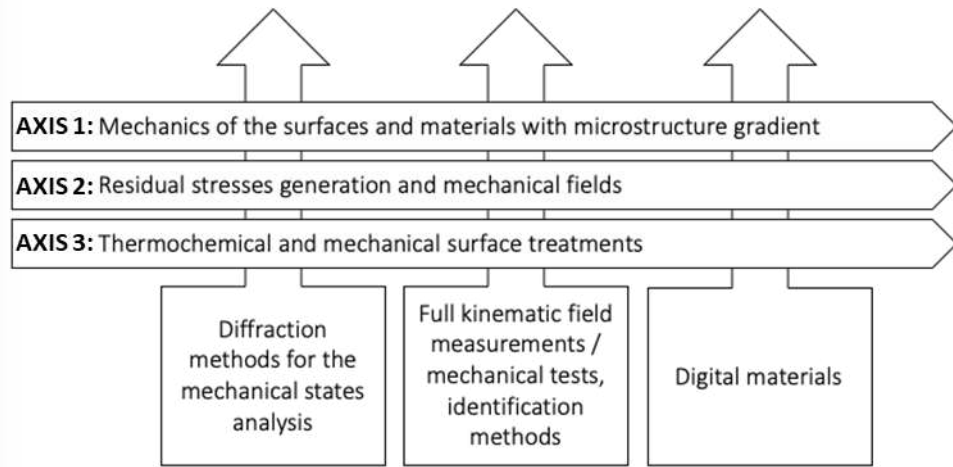 AXIS 1: Mechanics of the surfaces and materials with microstructure gradient
AXIS 2: Residual stresses generation and mechanical fields
AXIS 3: Thermochemical and mechanical surface treatments
Diffraction
methods for the
mechanical states
analysis
Full kinematic field
measurements /
mechanical tests,
identification
methods
Digital materials